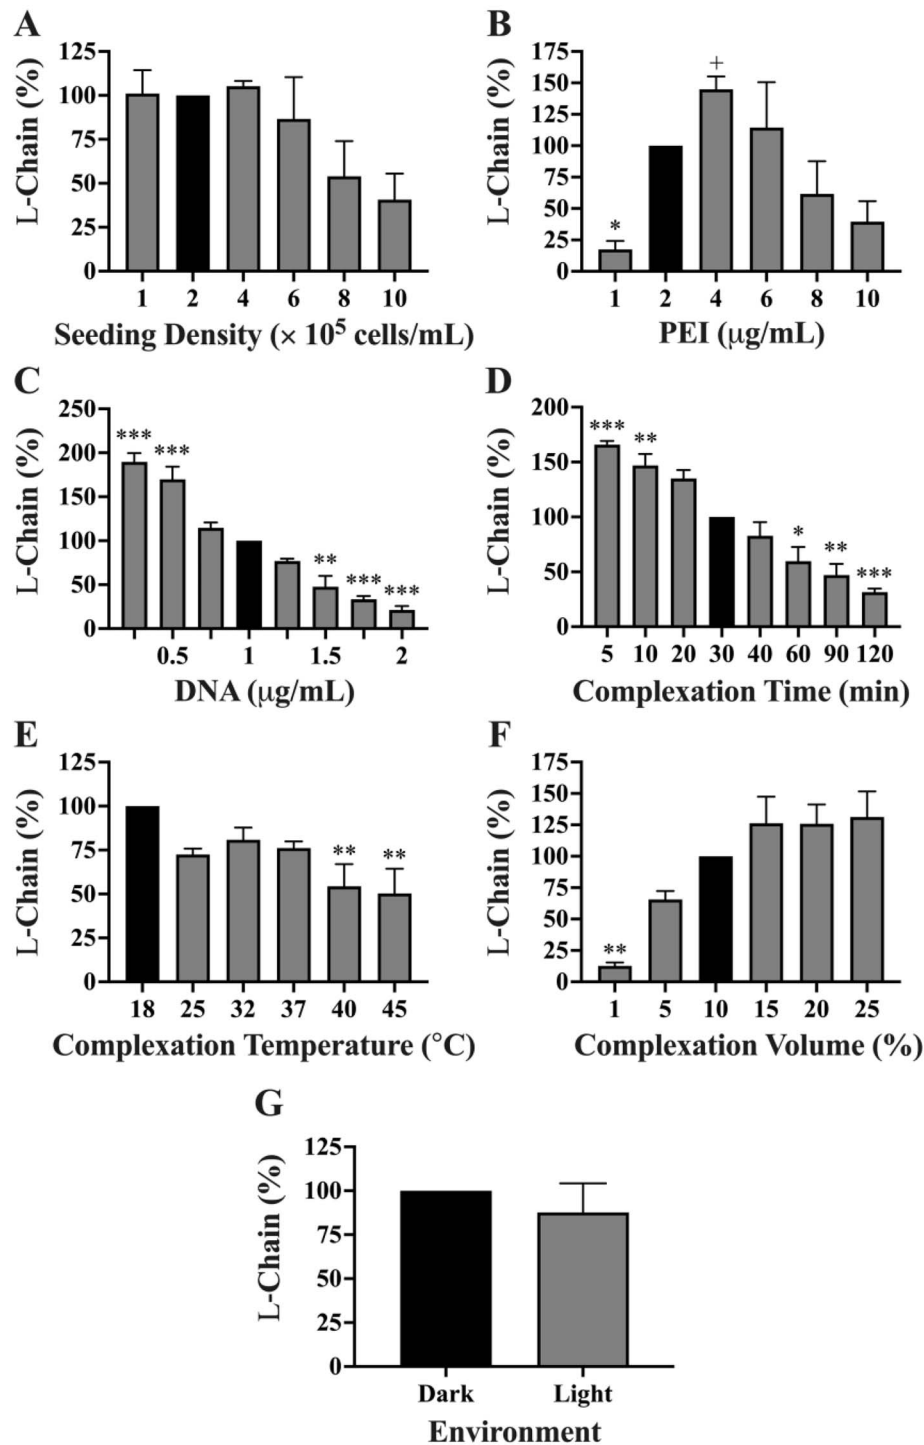 A
L-Chain (%)
125
100
75
50
25
0
1 2 4 6 8 10
Seeding Density (× 10⁵ cells/mL)
B
L-Chain (%)
175
150
125
100
75
50
25
0
*
+
1 2 4 6 8 10
PEI (μg/mL)
C
L-Chain (%)
250
200
150
100
50
0
*** *** ** *** ***
0.5 1 1.5 2
DNA (μg/mL)
D
L-Chain (%)
200
150
100
50
0
*** ** * ** ***
5 10 20 30 40 60 90 120
Complexation Time (min)
E
L-Chain (%)
125
100
75
50
25
0
** **
18 25 32 37 40 45
Complexation Temperature (°C)
F
L-Chain (%)
175
150
125
100
75
50
25
0
**
1 5 10 15 20 25
Complexation Volume (%)
G
L-Chain (%)
125
100
75
50
25
0
Dark Light
Environment